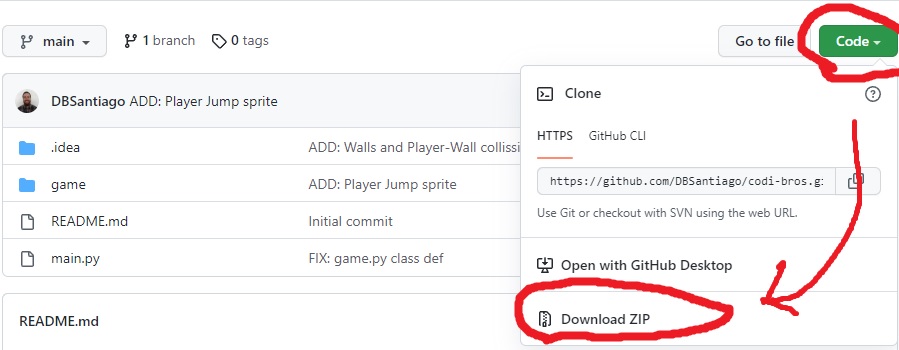 main
1 branch
0 tags
Go to file
Code
DBSantiago ADD: Player Jump sprite
.idea
ADD: Walls and Player-Wall collissi
game
ADD: Player Jump sprite
README.md
Initial commit
main.py
FIX: game.py class def
README.md
Clone
HTTPS
GitHub CLI
https://github.com/DBSantiago/codi-bros.gi
Use Git or checkout with SVN using the web URL.
Open with GitHub Desktop
Download ZIP